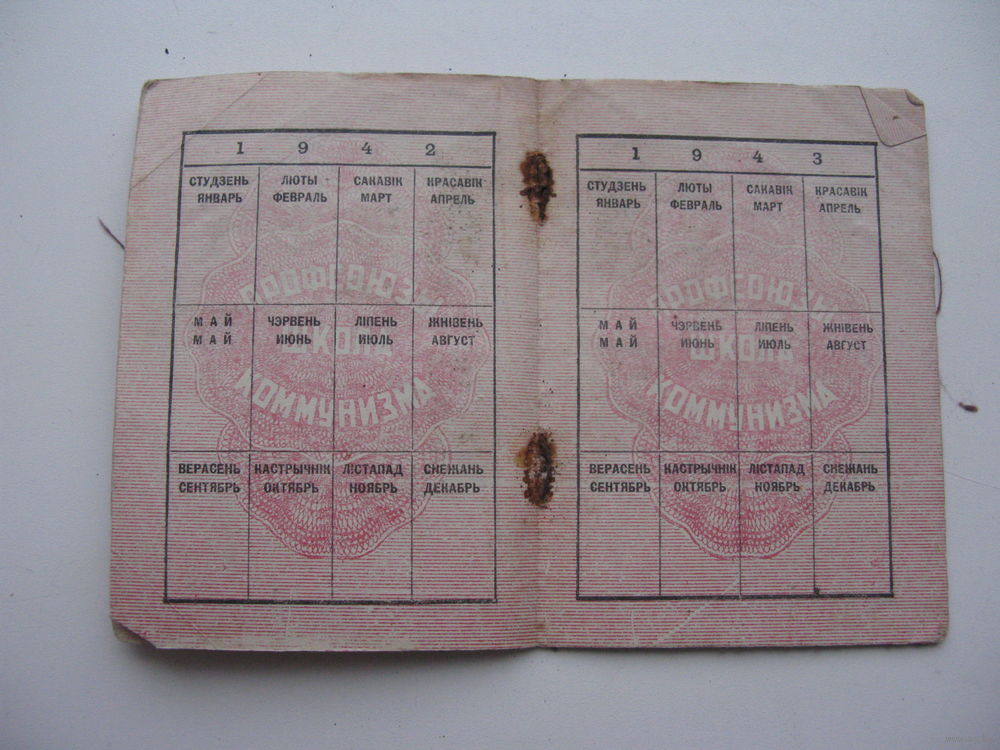 1 9 4 2
СТУДЗЕНЬ ЛЮТЫ САКАВІК КРАСАВІК
ЯНВАРЬ ФЕВРАЛЬ МАРТ АПРЕЛЬ
ПРОФСОЮЗЫ
МАЙ ЧЭРВЕНЬ ЛІПЕНЬ ЖНІВЕНЬ
МАЙ ИЮНЬ ИЮЛЬ АВГУСТ
ШКОЛА
КОММУНИЗМА
ВЕРАСЕНЬ КАСТРЫЧНІК ЛІСТАПАД СНЕЖАНЬ
СЕНТЯБРЬ ОКТЯБРЬ НОЯБРЬ ДЕКАБРЬ
1 9 4 3
СТУДЗЕНЬ ЛЮТЫ САКАВІК КРАСАВІК
ЯНВАРЬ ФЕВРАЛЬ МАРТ АПРЕЛЬ
ПРОФСОЮЗЫ
МАЙ ЧЭРВЕНЬ ЛІПЕНЬ ЖНІВЕНЬ
МАЙ ИЮНЬ ИЮЛЬ АВГУСТ
ШКОЛА
КОММУНИЗМА
ВЕРАСЕНЬ КАСТРЫЧНІК ЛІСТАПАД СНЕЖАНЬ
СЕНТЯБРЬ ОКТЯБРЬ НОЯБРЬ ДЕКАБРЬ